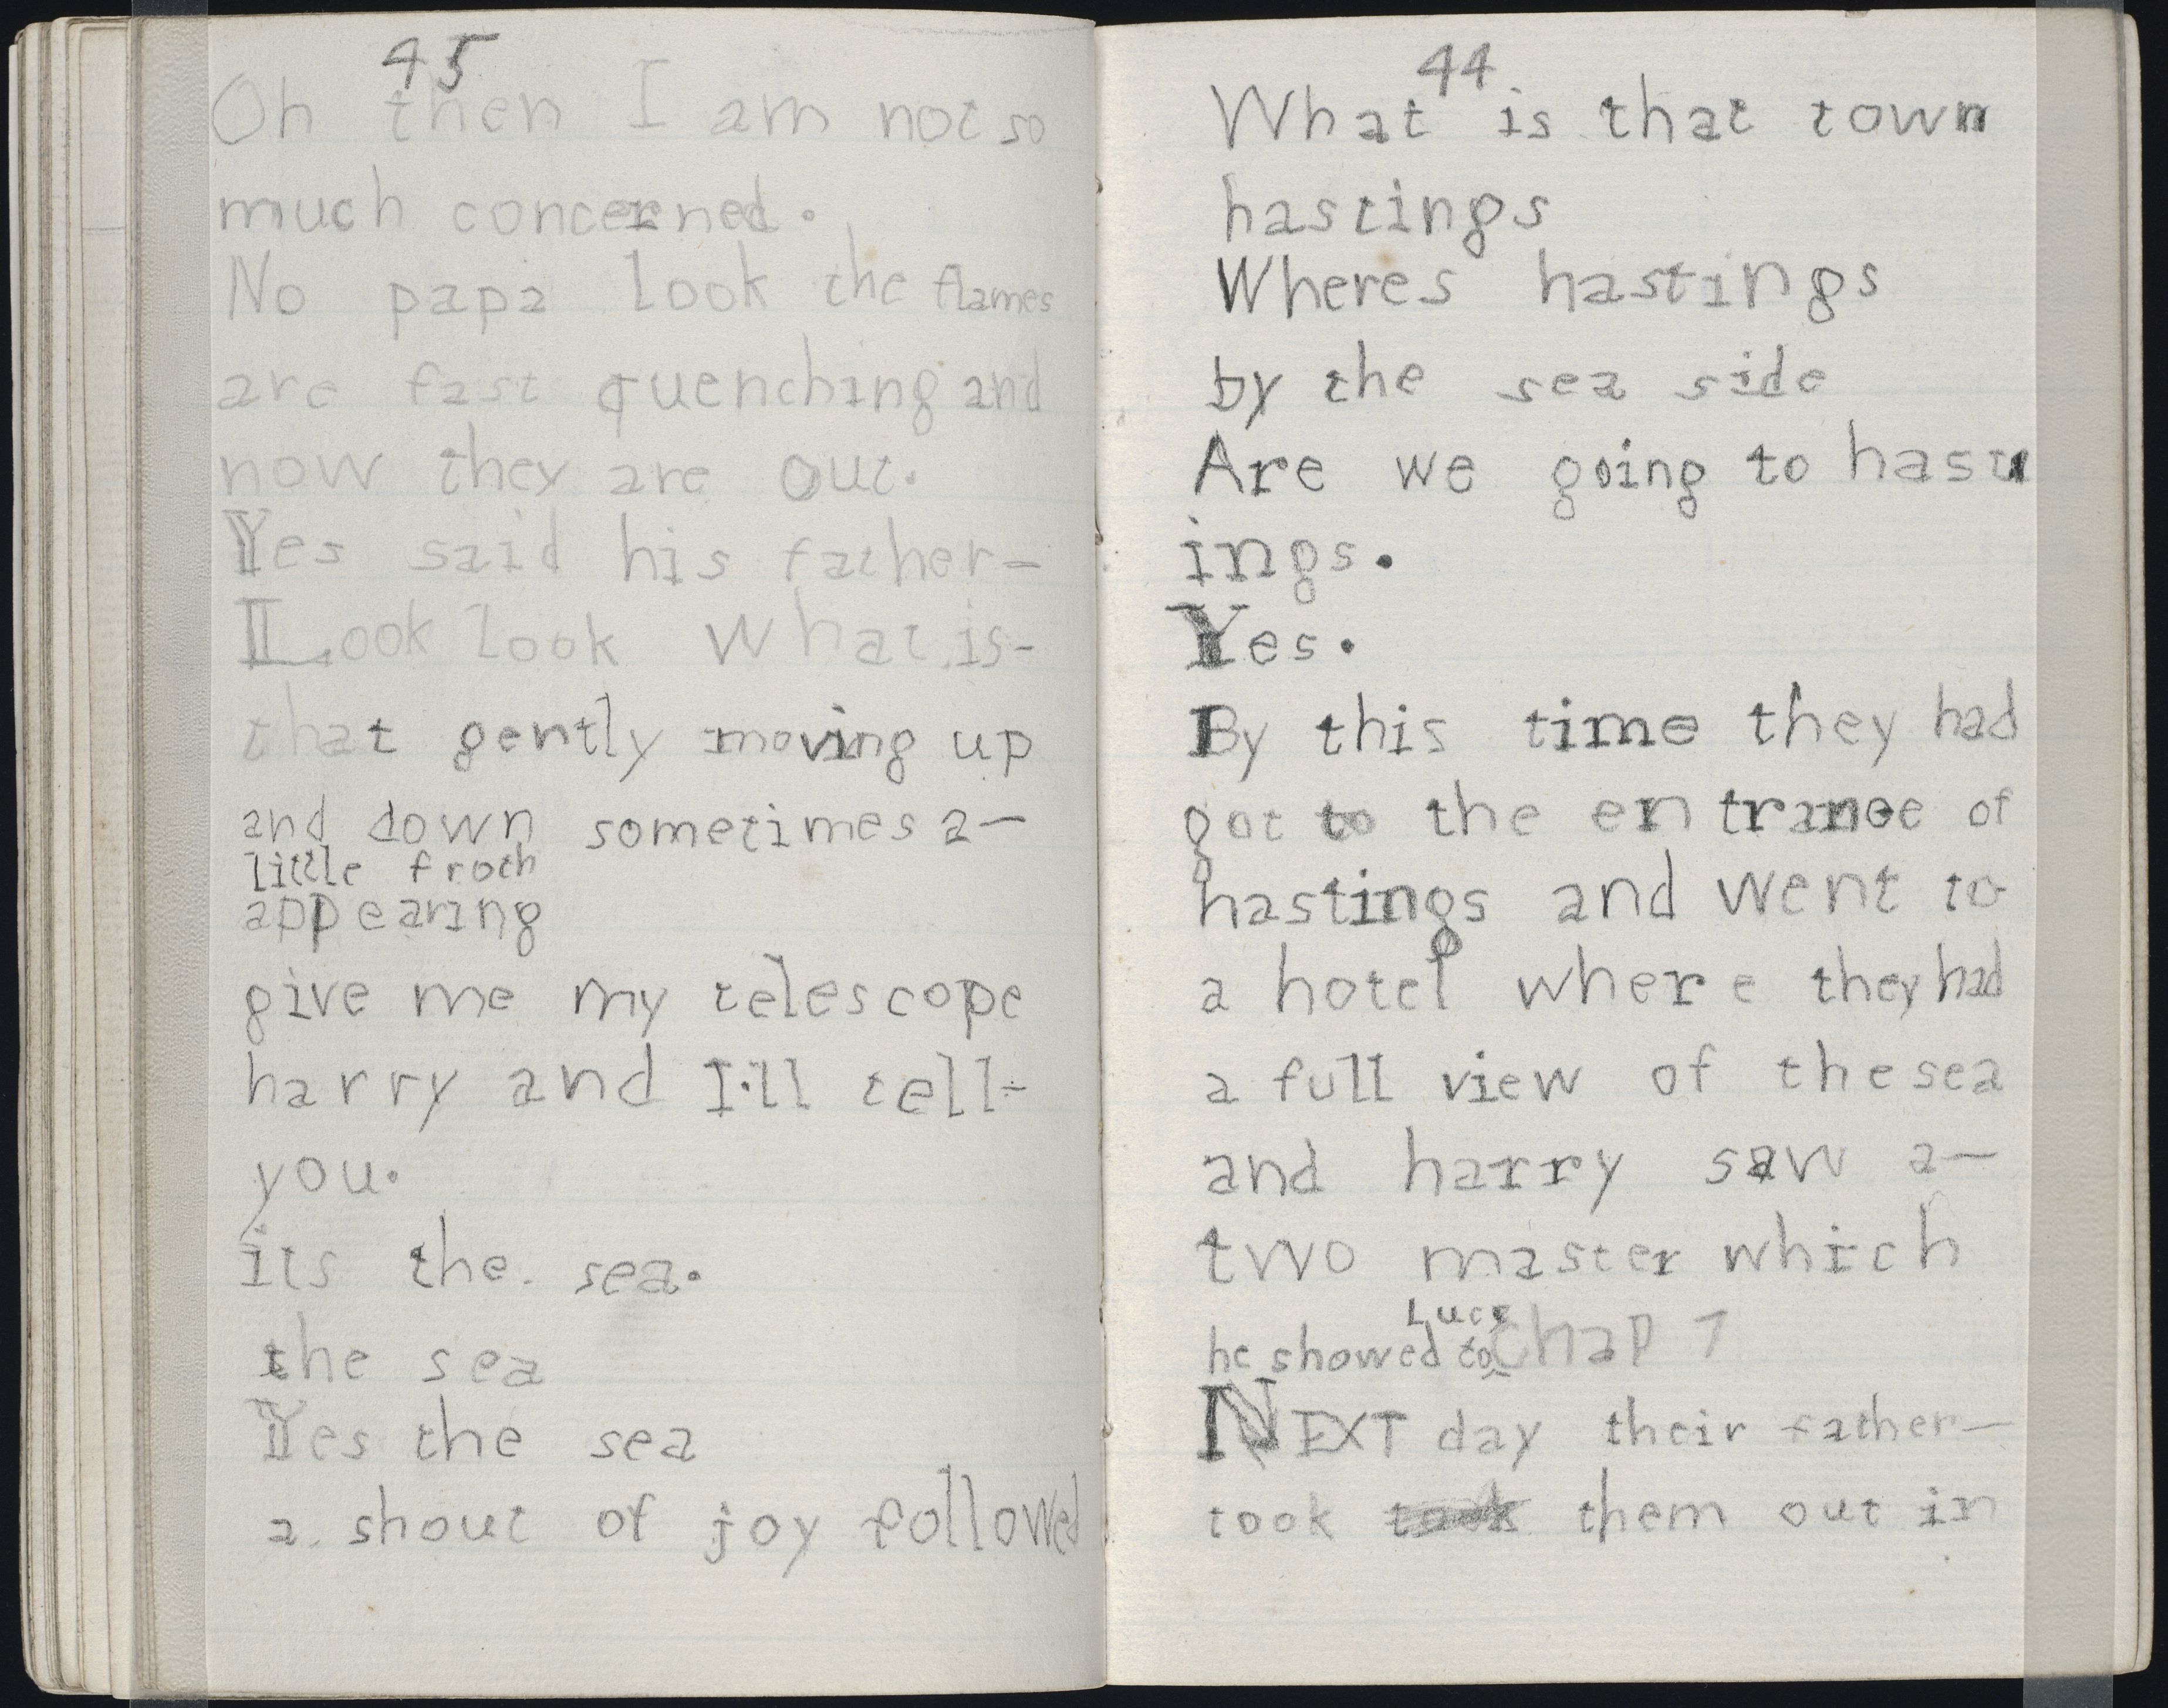 45
Oh then I am not so
much concerned.
No papa look the flames
are fast quenching and
now they are out.
Yes said his father-
Look look what is-
that gently moving up
and down sometimes a-
little froth
appearing
give me my telescope
harry and I'll tell-
you.
its the sea.
the sea
Yes the sea
a shout of joy followed
44
What is that town
hastings
Wheres hastings
by the sea side
Are we going to hast
ings.
Yes.
By this time they had
got to the entrance of
hastings and went to
a hotel where they had
a full view of the sea
and harry saw a-
two master which
Lucy
he showed to^ Chap 7
NEXT day their father-
took took them out in